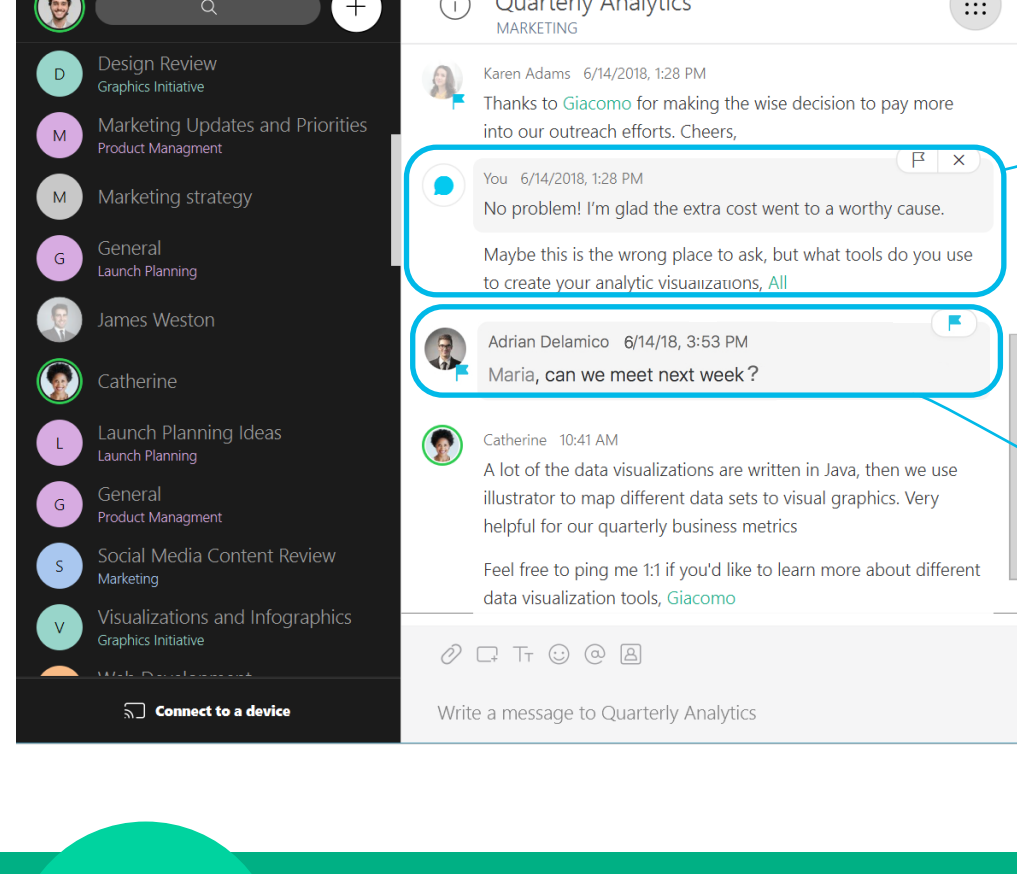 Quarterly Analytics
MARKETING
D
Design Review
Graphics Initiative
M
Marketing Updates and Priorities
Product Managment
M
Marketing strategy
G
General
Launch Planning
James Weston
Catherine
L
Launch Planning Ideas
Launch Planning
G
General
Product Managment
S
Social Media Content Review
Marketing
V
Visualizations and Infographics
Graphics Initiative
Web Development
Connect to a device
Karen Adams 6/14/2018, 1:28 PM
Thanks to Giacomo for making the wise decision to pay more
into our outreach efforts. Cheers,
You 6/14/2018, 1:28 PM
No problem! I'm glad the extra cost went to a worthy cause.
Maybe this is the wrong place to ask, but what tools do you use
to create your analytic visualizations, All
Adrian Delamico 6/14/18, 3:53 PM
Maria, can we meet next week?
Catherine 10:41 AM
A lot of the data visualizations are written in Java, then we use
illustrator to map different data sets to visual graphics. Very
helpful for our quarterly business metrics
Feel free to ping me 1:1 if you'd like to learn more about different
data visualization tools, Giacomo
Write a message to Quarterly Analytics